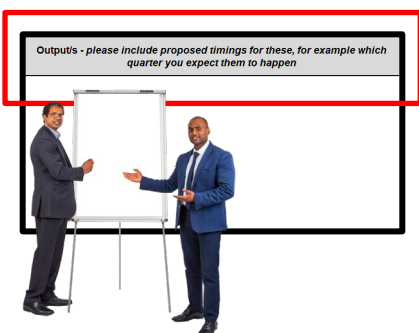 Output/s - please include proposed timings for these, for example which
quarter you expect them to happen